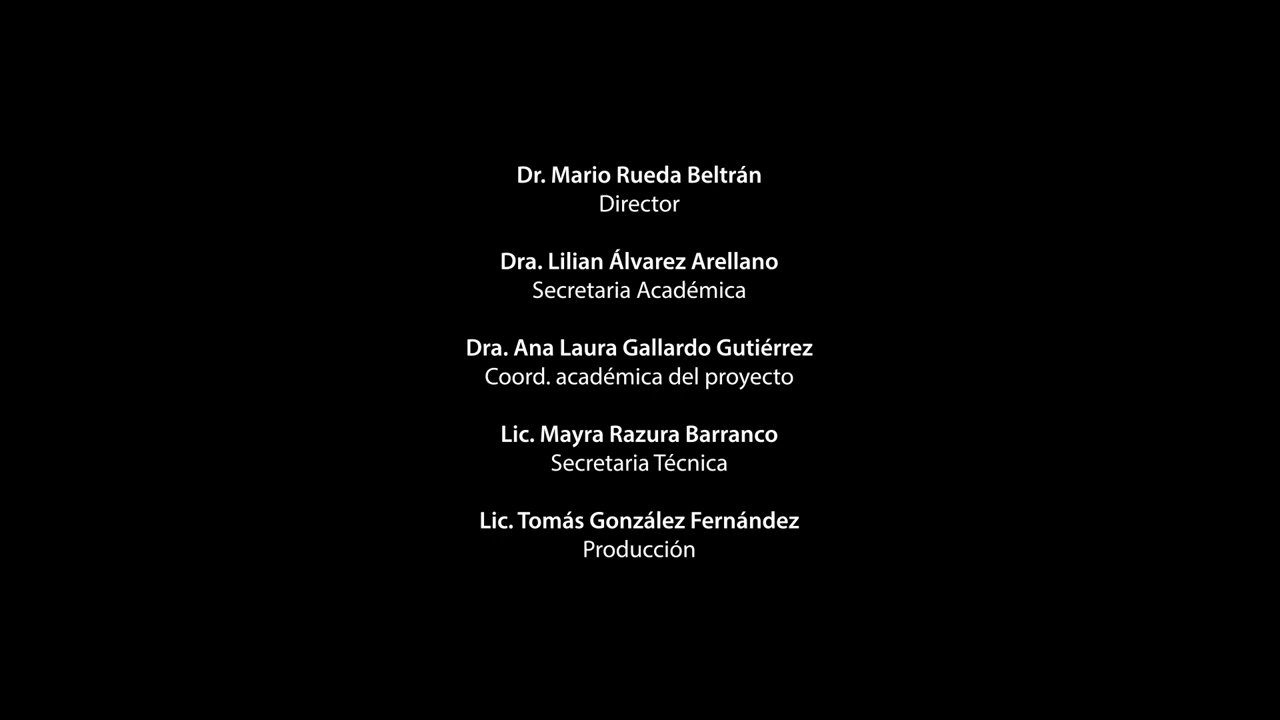 Dr. Mario Rueda Beltrán
Director
Dra. Lilian Álvarez Arellano
Secretaria Académica
Dra. Ana Laura Gallardo Gutiérrez
Coord. académica del proyecto
Lic. Mayra Razura Barranco
Secretaria Técnica
Lic. Tomás González Fernández
Producción